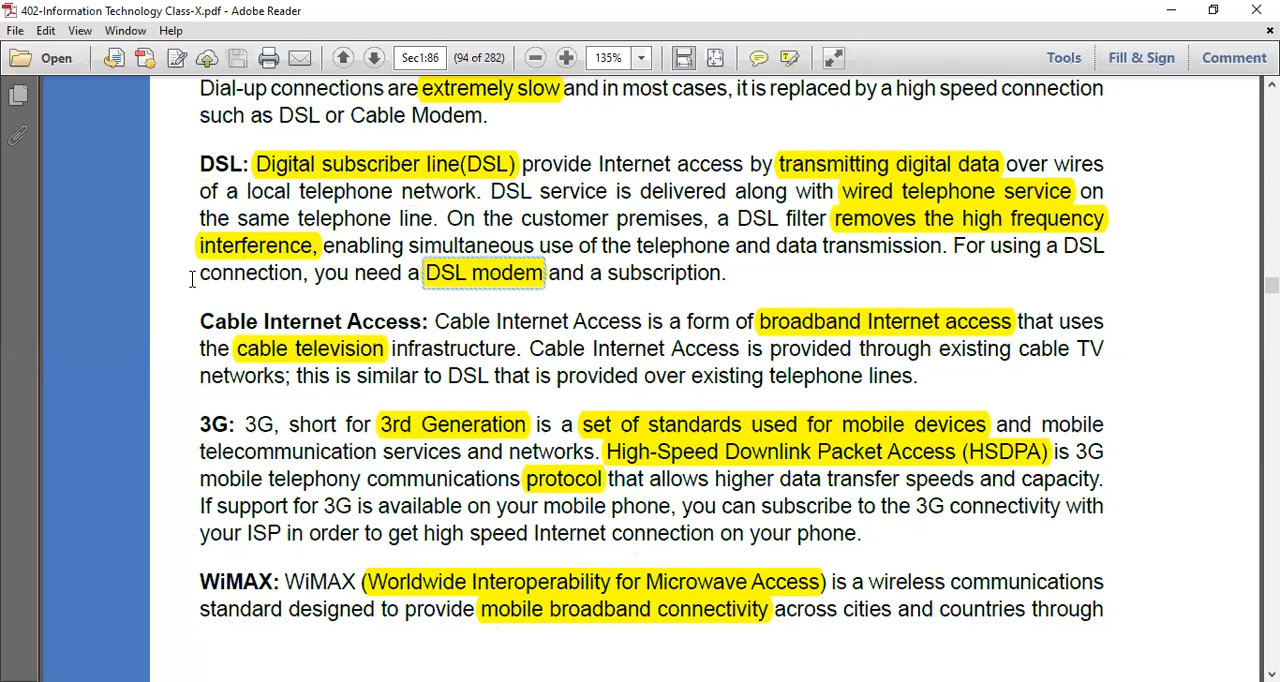 402-Information Technology Class-X.pdf - Adobe Reader
File Edit View Window Help
Open Sec1:86 (94 of 282) 135% Tools Fill & Sign Comment
Dial-up connections are extremely slow and in most cases, it is replaced by a high speed connection
such as DSL or Cable Modem.
DSL: Digital subscriber line(DSL) provide Internet access by transmitting digital data over wires
of a local telephone network. DSL service is delivered along with wired telephone service on
the same telephone line. On the customer premises, a DSL filter removes the high frequency
interference, enabling simultaneous use of the telephone and data transmission. For using a DSL
connection, you need a DSL modem and a subscription.
Cable Internet Access: Cable Internet Access is a form of broadband Internet access that uses
the cable television infrastructure. Cable Internet Access is provided through existing cable TV
networks; this is similar to DSL that is provided over existing telephone lines.
3G: 3G, short for 3rd Generation is a set of standards used for mobile devices and mobile
telecommunication services and networks. High-Speed Downlink Packet Access (HSDPA) is 3G
mobile telephony communications protocol that allows higher data transfer speeds and capacity.
If support for 3G is available on your mobile phone, you can subscribe to the 3G connectivity with
your ISP in order to get high speed Internet connection on your phone.
WiMAX: WiMAX (Worldwide Interoperability for Microwave Access) is a wireless communications
standard designed to provide mobile broadband connectivity across cities and countries through